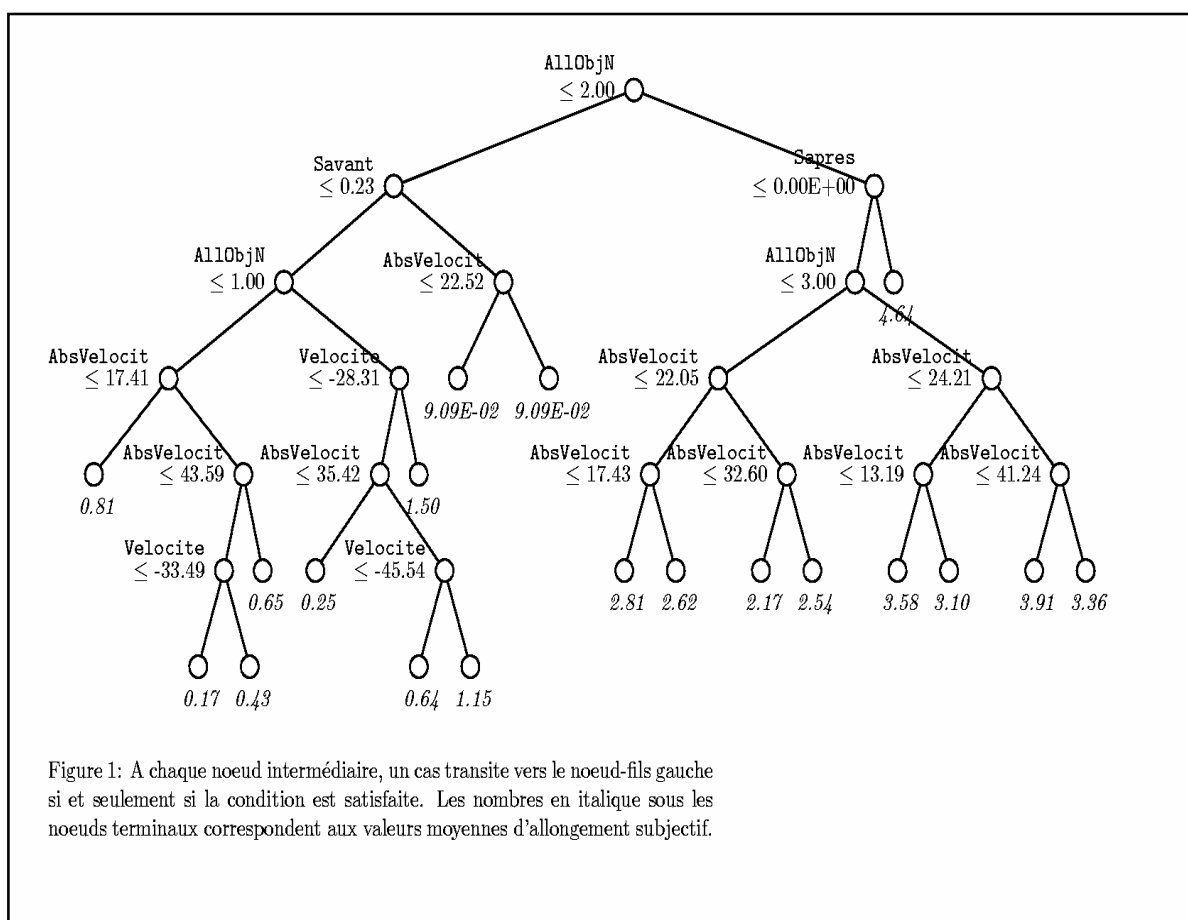 AllObjN
≤ 2.00
Savant
≤ 0.23
Sapres
≤ 0.00E+00
AllObjN
≤ 1.00
AbsVelocit
≤ 22.52
AllObjN
≤ 3.00
4.64
AbsVelocit
≤ 17.41
Velocite
≤ -28.31
9.09E-02 9.09E-02
AbsVelocit
≤ 22.05
AbsVelocit
≤ 24.21
0.81
AbsVelocit
≤ 43.59
AbsVelocit
≤ 35.42
1.50
AbsVelocit
≤ 17.43
AbsVelocit
≤ 32.60
AbsVelocit
≤ 13.19
AbsVelocit
≤ 41.24
Velocite
≤ -33.49
0.65
0.25
Velocite
≤ -45.54
2.81 2.62 2.17 2.54 3.58 3.10 3.91 3.36
0.17 0.43 0.64 1.15
Figure 1: A chaque noeud intermédiaire, un cas transite vers le noeud-fils gauche
si et seulement si la condition est satisfaite. Les nombres en italique sous les
noeuds terminaux correspondent aux valeurs moyennes d'allongement subjectif.